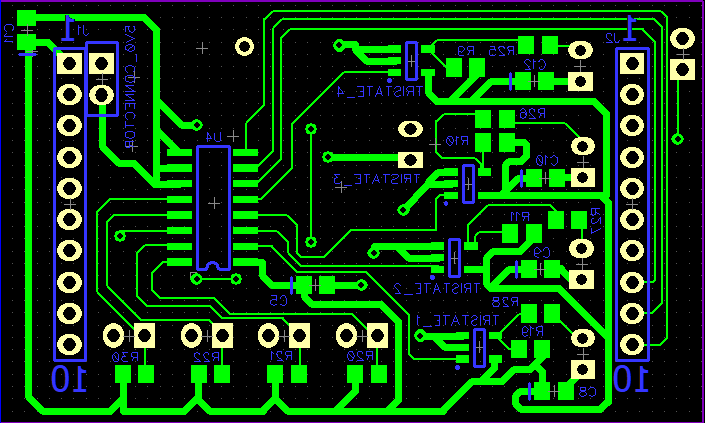 C11
1
J1
5V0_CONNECTOR
U4
TRISTATE_4
R9
R25
C12
J2
1
R26
R10
C10
TRISTATE_3
R11
R27
C9
TRISTATE_2
C5
R28
TRISTATE_1
R19
C8
R30
R22
R21
R20
10
10